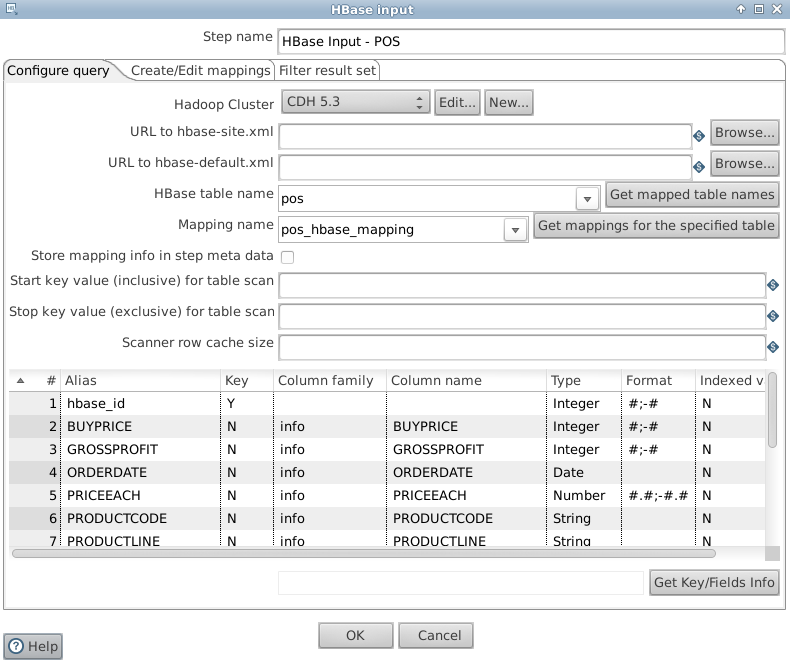 HBase input
Step name HBase Input - POS
Configure query Create/Edit mappings Filter result set
Hadoop Cluster CDH 5.3 Edit... New...
URL to hbase-site.xml Browse...
URL to hbase-default.xml Browse...
HBase table name pos Get mapped table names
Mapping name pos_hbase_mapping Get mappings for the specified table
Store mapping info in step meta data
Start key value (inclusive) for table scan
Stop key value (exclusive) for table scan
Scanner row cache size
# Alias Key Column family Column name Type Format Indexed v
1 hbase_id Y Integer #;-# N
2 BUYPRICE N info BUYPRICE Integer #;-# N
3 GROSSPROFIT N info GROSSPROFIT Integer #;-# N
4 ORDERDATE N info ORDERDATE Date N
5 PRICEEACH N info PRICEEACH Number #.#;-#.# N
6 PRODUCTCODE N info PRODUCTCODE String N
7 PRODUCTLINE N info PRODUCTLINE String N
Get Key/Fields Info
Help OK Cancel